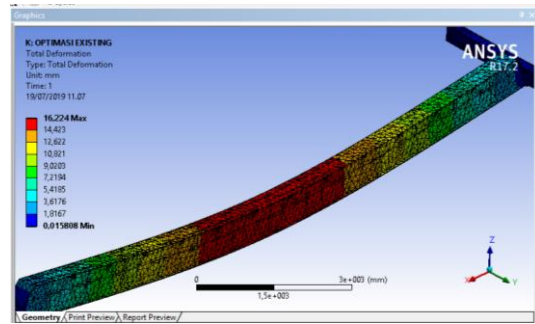 Graphics
K: OPTIMASI EXISTING
Total Deformation
Type: Total Deformation
Unit: mm
Time: 1
19/07/2019 11.07
ANSYS
R17.2
16,224 Max
14,423
12,622
10,821
9,0203
7,2194
5,4185
3,6176
1,8167
0,015808 Min
0
3e+003 (mm)
1,5e+003
Z
X
Y
Geometry
Print Preview
Report Preview